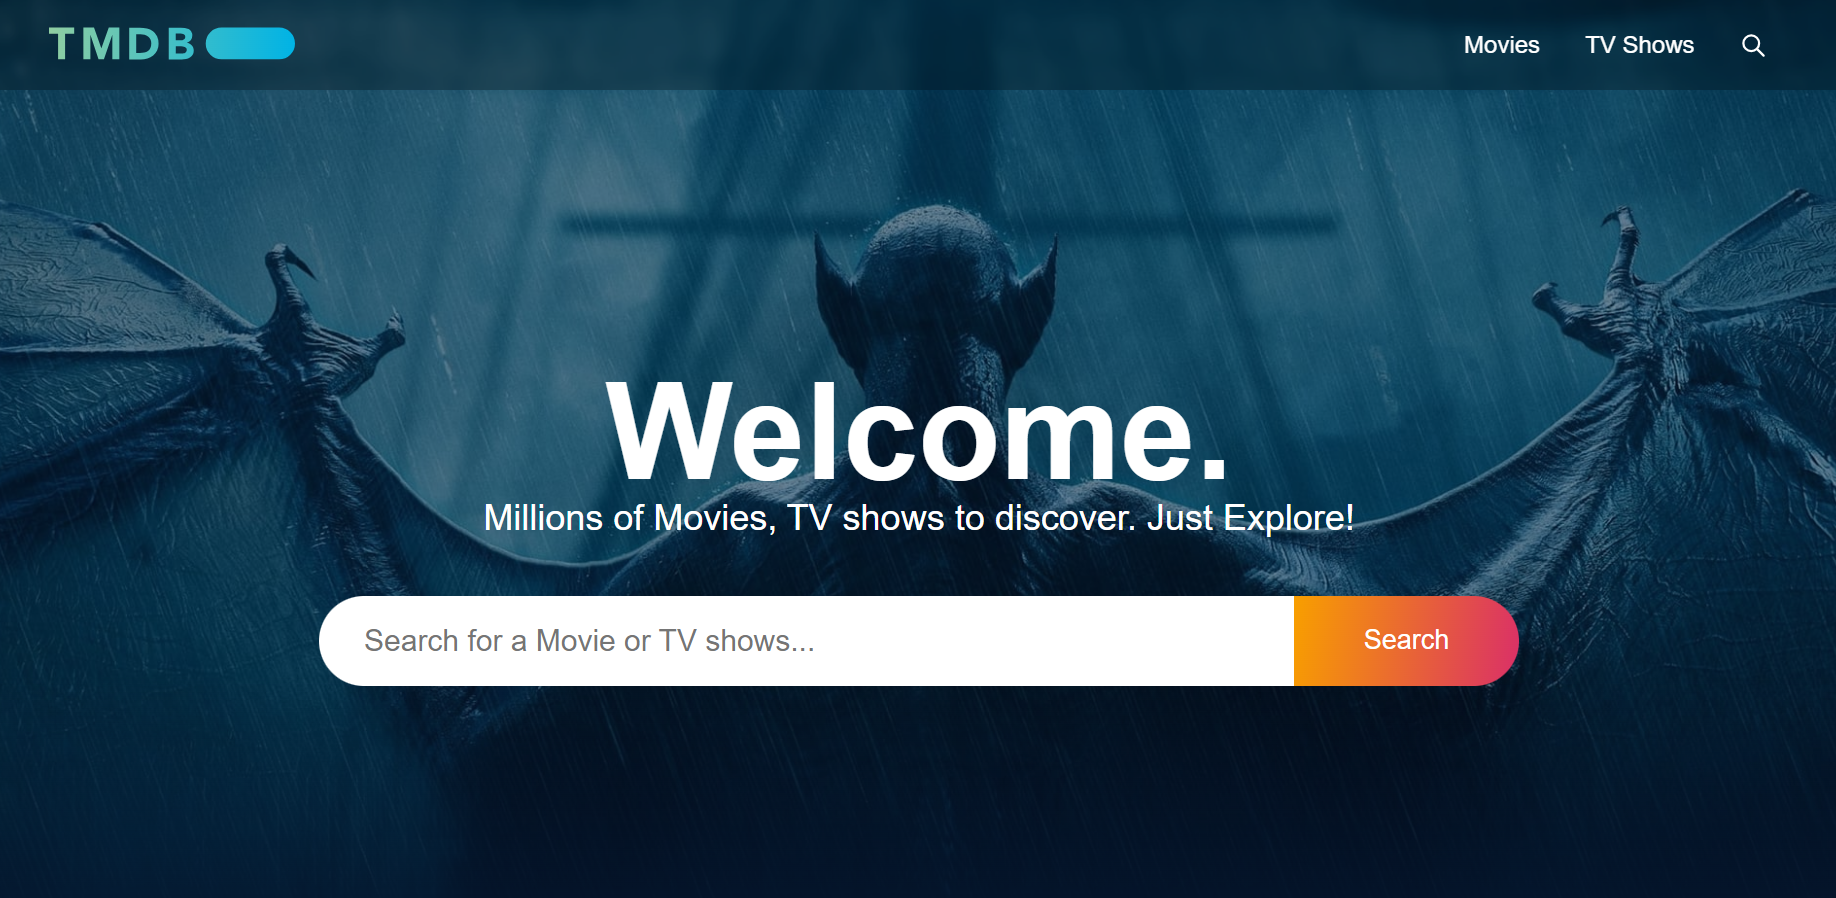 TMDB
Movies TV Shows
Welcome.
Millions of Movies, TV shows to discover. Just Explore!
Search for a Movie or TV shows...
Search